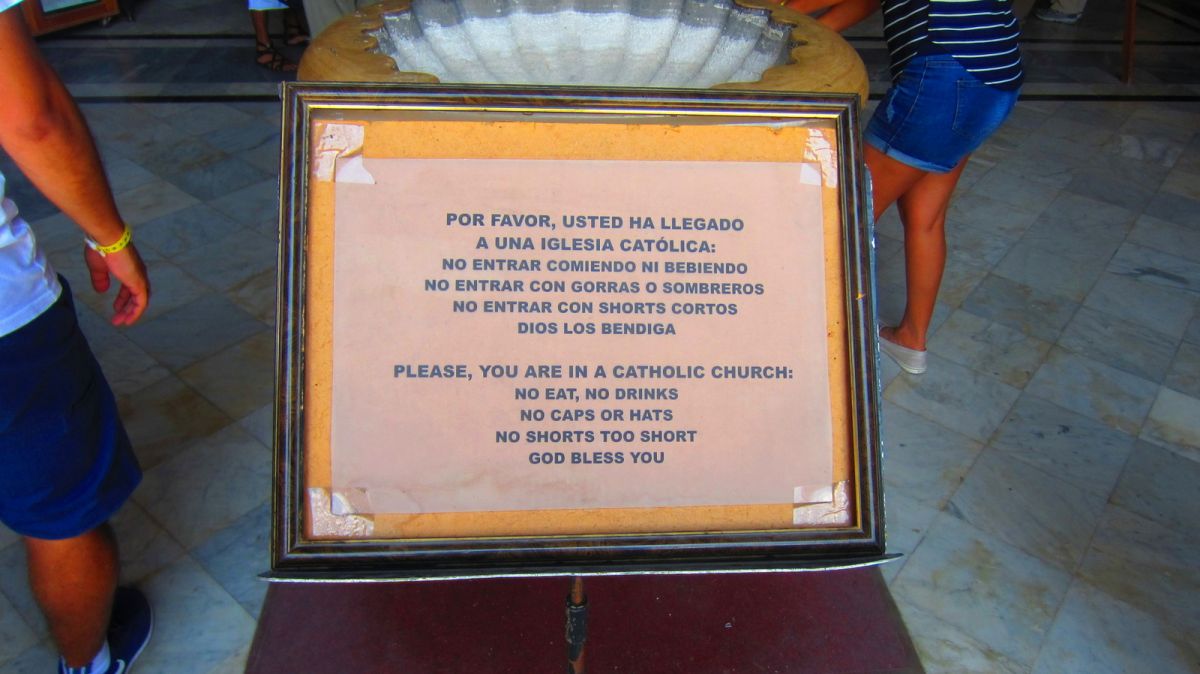 POR FAVOR, USTED HA LLEGADO
A UNA IGLESIA CATÓLICA:
NO ENTRAR COMIENDO NI BEBIENDO
NO ENTRAR CON GORRAS O SOMBREROS
NO ENTRAR CON SHORTS CORTOS
DIOS LOS BENDIGA
PLEASE, YOU ARE IN A CATHOLIC CHURCH:
NO EAT, NO DRINKS
NO CAPS OR HATS
NO SHORTS TOO SHORT
GOD BLESS YOU